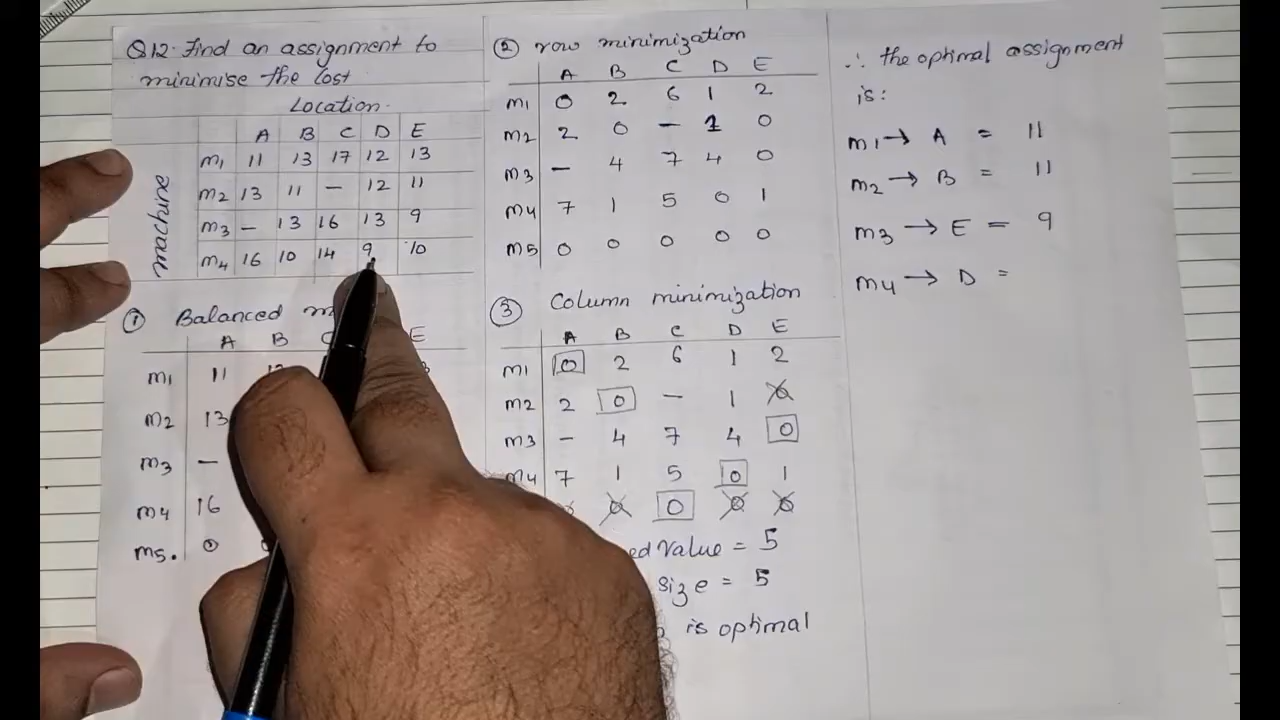 Q12. Find an assignment to
minimise the cost
Location.
A B C D E
machine
m1 11 13 17 12 13
m2 13 11 — 12 11
m3 — 13 16 13 9
m4 16 10 14 9 10
① Balanced
A B E
m1 11
m2 13
m3 —
m4 16
m5. 0
② row minimization
A B C D E
m1 0 2 6 1 2
m2 2 0 — 1 0
m3 — 4 7 4 0
m4 7 1 5 0 1
m5 0 0 0 0 0
③ Column minimization
A B C D E
m1 0 2 6 1 2
m2 2 0 — 1 0
m3 — 4 7 4 0
m4 7 1 5 0 1
0 0 0 0
value = 5
size = 5
is optimal
∴ the optimal assignment
is:
m1 → A = 11
m2 → B = 11
m3 → E = 9
m4 → D =